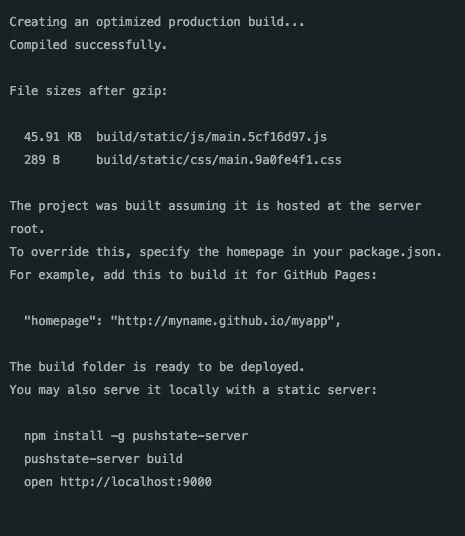 Creating an optimized production build...
Compiled successfully.
File sizes after gzip:
45.91 KB  build/static/js/main.5cf16d97.js
289 B     build/static/css/main.9a0fe4f1.css
The project was built assuming it is hosted at the server
root.
To override this, specify the homepage in your package.json.
For example, add this to build it for GitHub Pages:
"homepage": "http://myname.github.io/myapp",
The build folder is ready to be deployed.
You may also serve it locally with a static server:
npm install -g pushstate-server
pushstate-server build
open http://localhost:9000